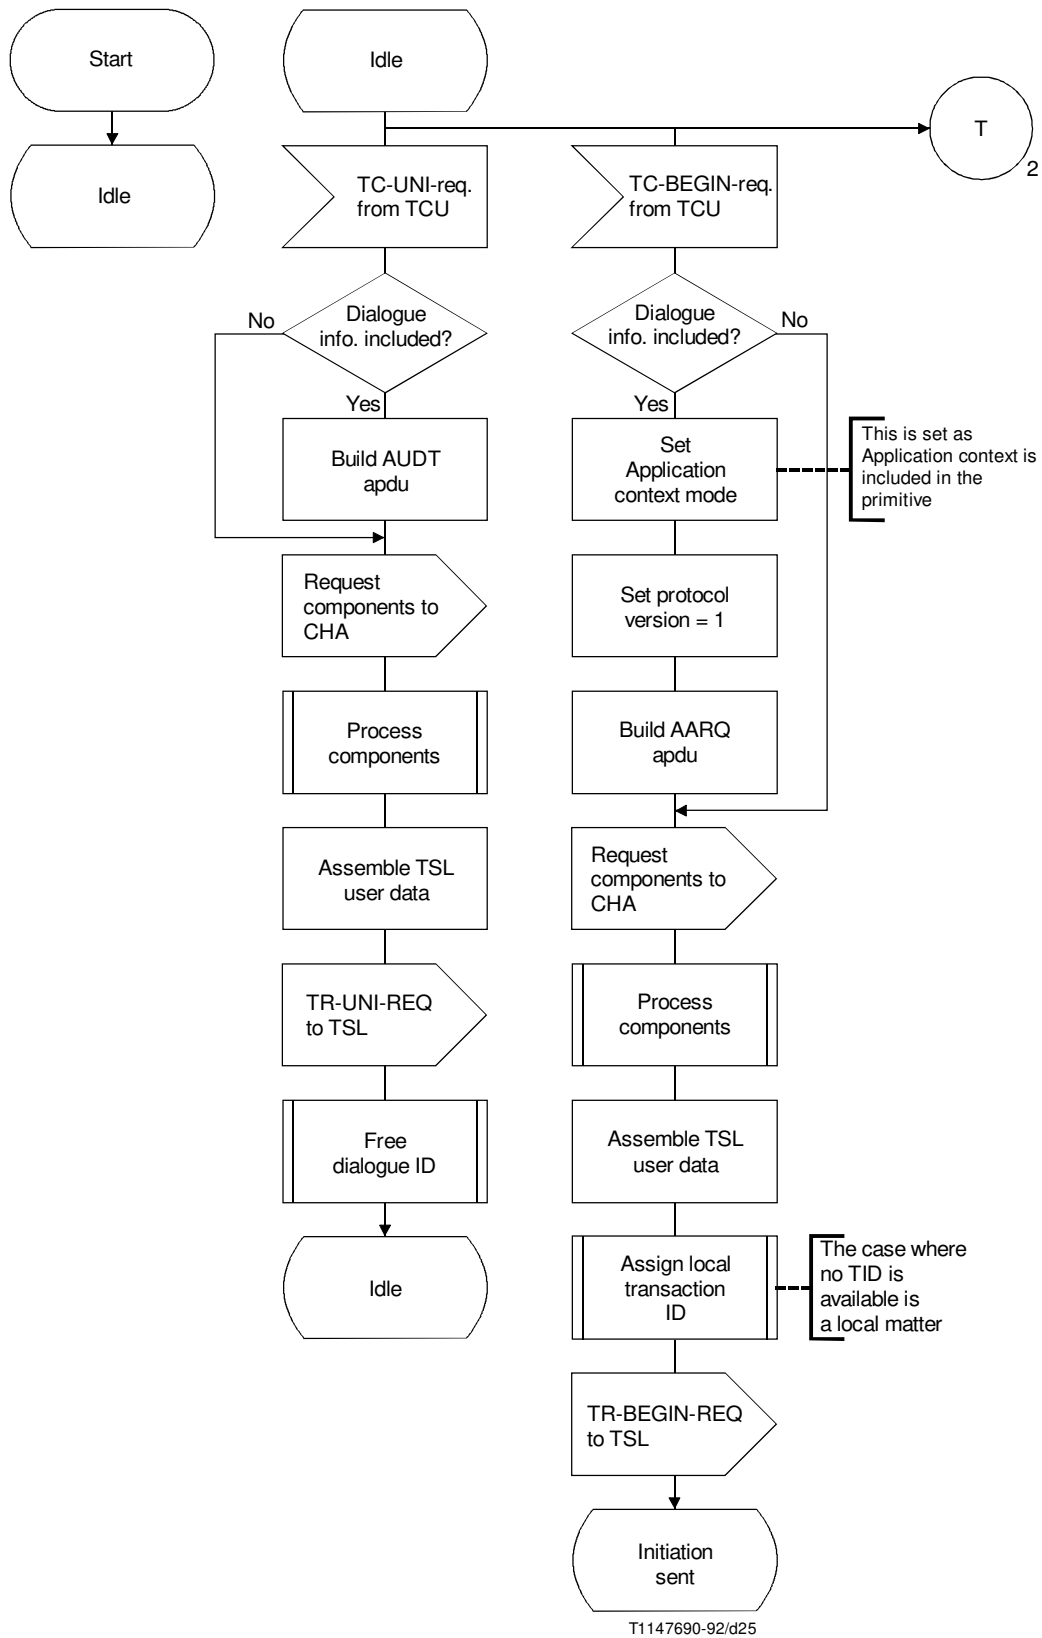 Start
Idle
Idle
T
2
TC-UNI-req.
from TCU
TC-BEGIN-req.
from TCU
Dialogue
info. included?
No
Yes
Dialogue
info. included?
No
Yes
Build AUDT
apdu
Set
Application
context mode
This is set as
Application context is
included in the
primitive
Request
components to
CHA
Set protocol
version = 1
Process
components
Build AARQ
apdu
Assemble TSL
user data
Request
components to
CHA
TR-UNI-REQ
to TSL
Process
components
Free
dialogue ID
Assemble TSL
user data
Idle
Assign local
transaction
ID
The case where
no TID is
available is
a local matter
TR-BEGIN-REQ
to TSL
Initiation
sent
T1147690-92/d25